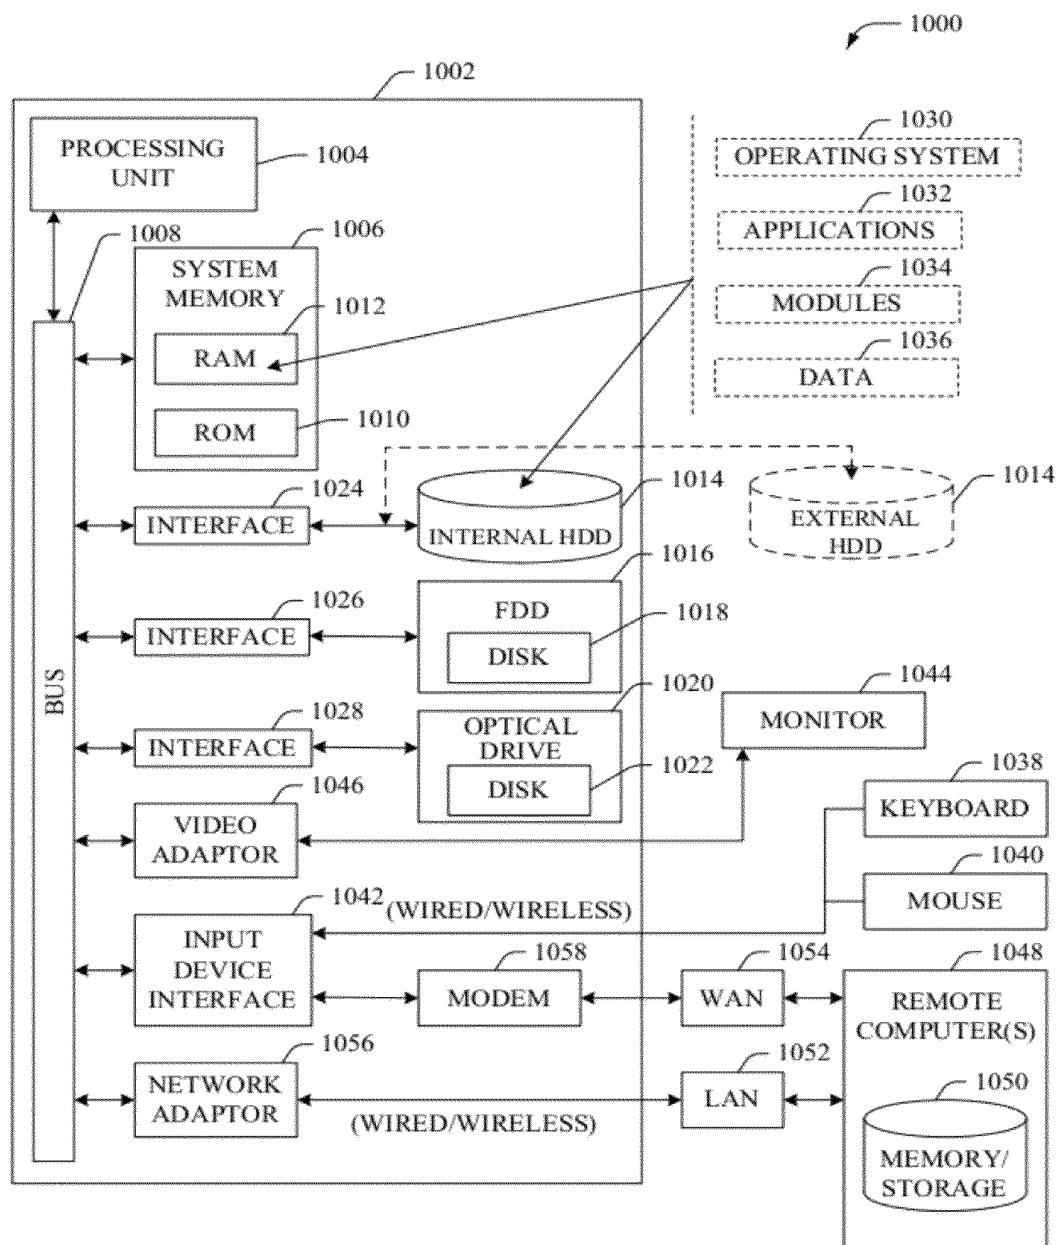 1000
1002
PROCESSING
UNIT
1004
1030
OPERATING SYSTEM
1032
APPLICATIONS
1034
MODULES
1036
DATA
1008
1006
SYSTEM
MEMORY
1012
RAM
1010
ROM
1024
INTERFACE
1014
INTERNAL HDD
1014
EXTERNAL
HDD
1016
FDD
1026
INTERFACE
1018
DISK
BUS
1020
OPTICAL
DRIVE
1028
INTERFACE
1022
DISK
1044
MONITOR
1046
VIDEO
ADAPTOR
1038
KEYBOARD
1040
MOUSE
1042
(WIRED/WIRELESS)
INPUT
DEVICE
INTERFACE
1058
MODEM
1054
WAN
1048
REMOTE
COMPUTER(S)
1056
NETWORK
ADAPTOR
(WIRED/WIRELESS)
1052
LAN
1050
MEMORY/
STORAGE